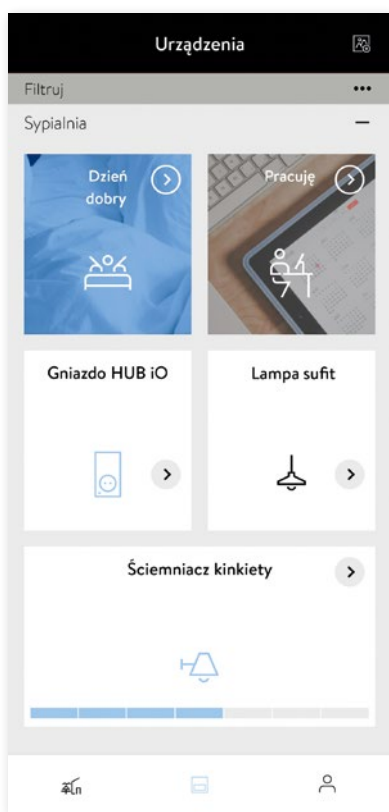 Urządzenia
Filtruj
Sypialnia
Dzień
dobry
Pracuję
Gniazdo HUB iO
Lampa sufit
Ściemniacz kinkiety